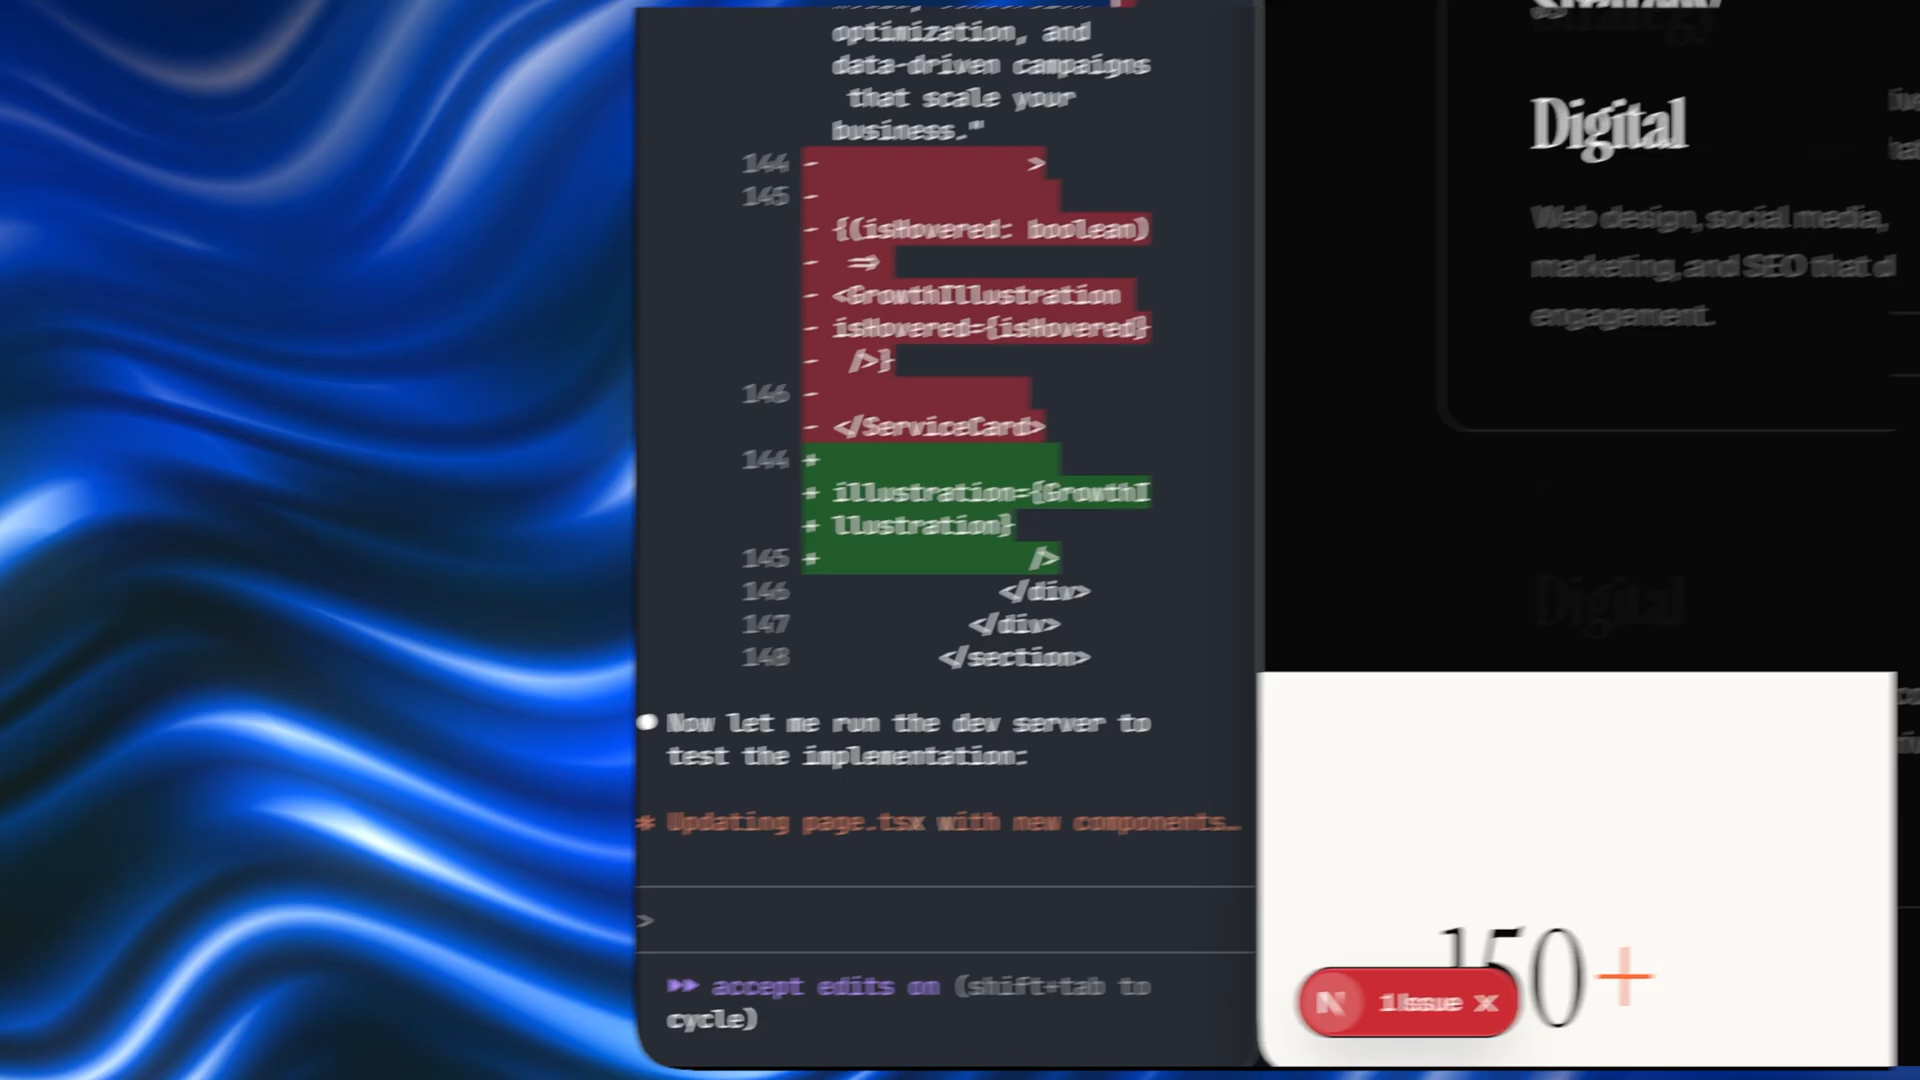 optimization, and
data-driven campaigns
that scale your
business."
144 - >
145 -
- {(isHovered: boolean)
- =>
- <GrowthIllustration
- isHovered={isHovered}
- />}
146 -
- </ServiceCard>
144 +
+ illustration={GrowthI
+ llustration}
145 + />
146 </div>
147 </div>
148 </section>
Now let me run the dev server to
test the implementation:
* Updating page.tsx with new components…
>
accept edits on (shift+tab to
cycle)
Strategy
Digital
Web design, social media,
marketing, and SEO that d
engagement.
Digital
150+
N 1 Issue X